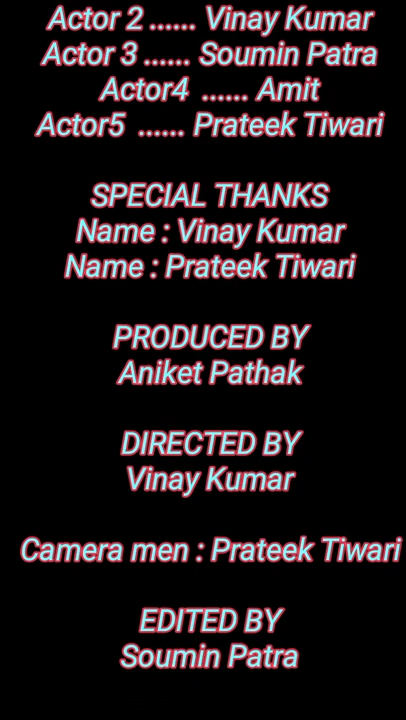 Actor 2 ...... Vinay Kumar
Actor 3 ...... Soumin Patra
Actor4 ...... Amit
Actor5 ...... Prateek Tiwari
SPECIAL THANKS
Name : Vinay Kumar
Name : Prateek Tiwari
PRODUCED BY
Aniket Pathak
DIRECTED BY
Vinay Kumar
Camera men : Prateek Tiwari
EDITED BY
Soumin Patra